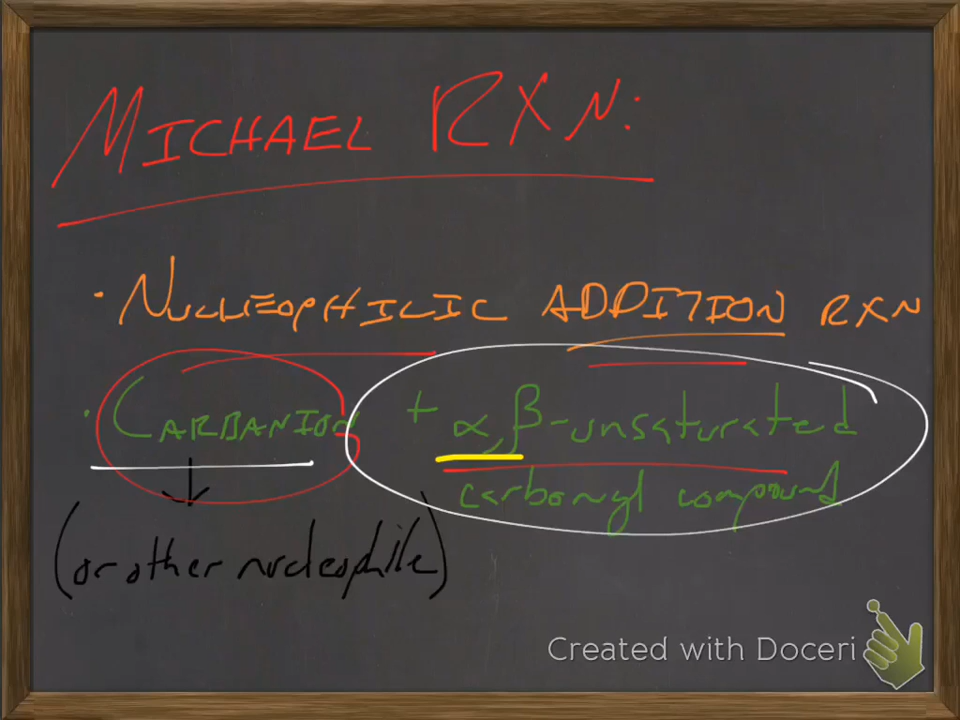 MICHAEL RXN:
· NUCLEOPHILIC ADDITION RXN
· CARBANION + α,β-unsaturated
carbonyl compound
(or other nucleophile)
Created with Doceri